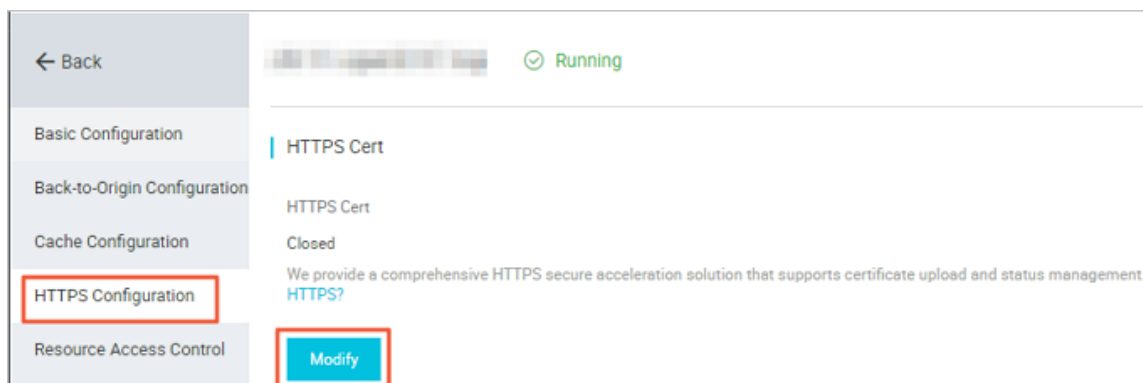 ← Back
Running
Basic Configuration
HTTPS Cert
Back-to-Origin Configuration
HTTPS Cert
Cache Configuration
Closed
We provide a comprehensive HTTPS secure acceleration solution that supports certificate upload and status management
HTTPS?
HTTPS Configuration
Resource Access Control
Modify